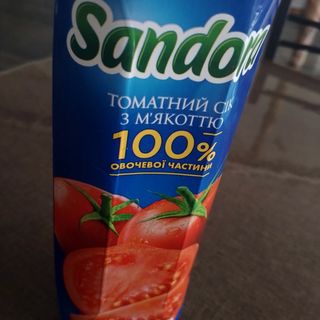 Sandora
ТОМАТНИЙ СІК
З М'ЯКОТТЮ
100%
ОВОЧЕВОЇ ЧАСТИНИ